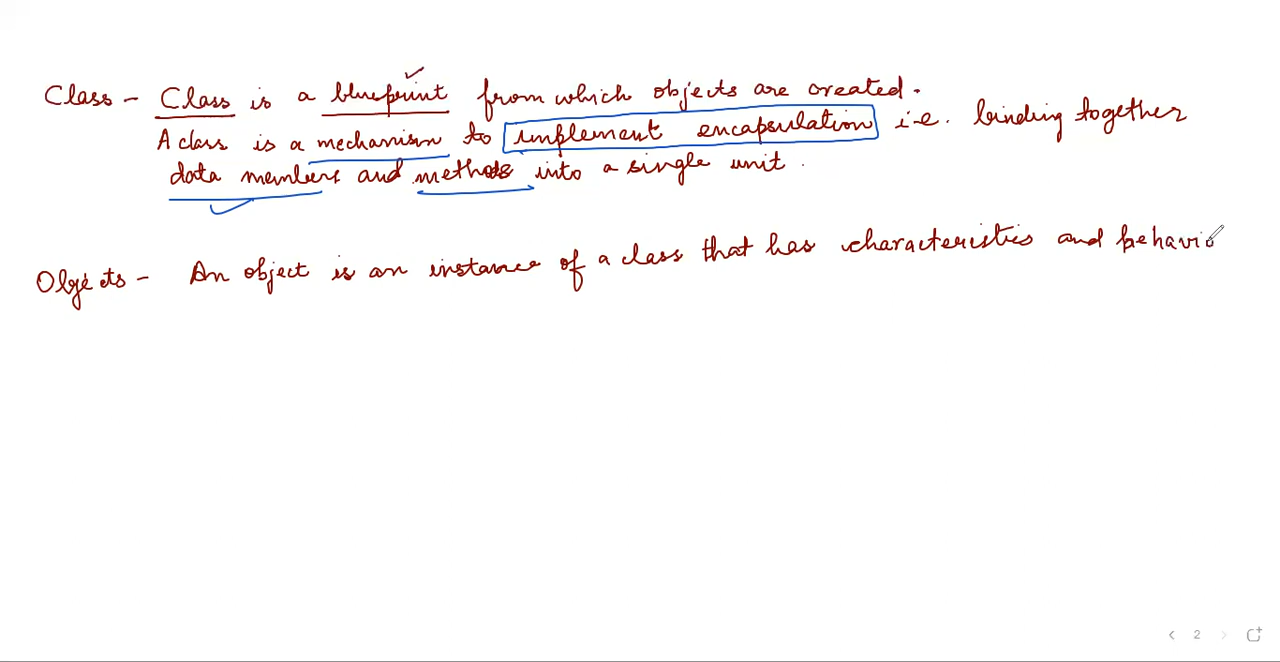 Class - Class is a blueprint from which objects are created.
A class is a mechanism to implement encapsulation i.e. binding together
data members and methods into a single unit.
Objects - An object is an instance of a class that has characteristics and behavio
2